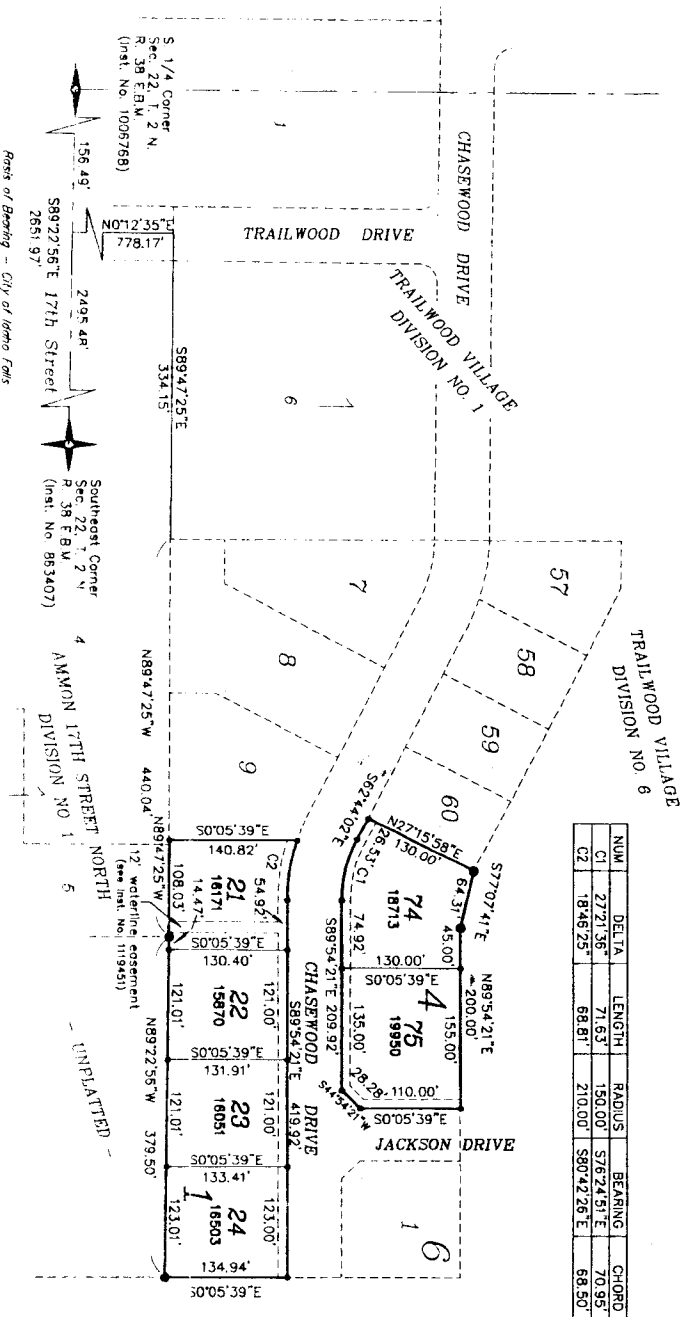 TRAILWOOD VILLAGE
DIVISION NO. 6
NUM DELTA LENGTH RADIUS BEARING CHORD
C1 27°21'36" 71.63' 150.00' S76°24'51"E 70.95'
C2 18°46'25" 68.81' 210.00' S80°42'26"E 68.50'
CHASEWOOD DRIVE
TRAILWOOD VILLAGE
DIVISION NO. 1
TRAILWOOD DRIVE
1
S 1/4 Corner
Sec. 22, T. 2 N.
R. 38 E.B.M.
(Inst. No. 1006768)
156.49'
2495.48'
S89°22'56"E 17th Street
2651.97'
Basis of Bearing - City of Idaho Falls
Southeast Corner
Sec. 22, T. 2 N
R. 38 E.B.M.
(Inst. No. 863407)
N0°12'35"E
778.17'
S89°47'25"E
334.15'
1
6
7
8
9
57
58
59
60
S62°44'02"E
26.53'
C1
N27°15'58"E
130.00'
S77°07'41"E
64.31'
45.00'
N89°54'21"E
200.00'
155.00'
74
18713
4
75
19950
74.92'
130.00'
S0°05'39"E
135.00'
S89°54'21"E 209.92'
28.28'
S44°54'21"W
110.00'
S0°05'39"E
JACKSON DRIVE
6
1
CHASEWOOD DRIVE
S89°54'21"E 419.92'
C2
54.92'
121.00'
121.00'
123.00'
S0°05'39"E
140.82'
21
16171
S0°05'39"E
130.40'
22
15870
S0°05'39"E
131.91'
23
16051
S0°05'39"E
133.41'
24
16503
1
134.94'
S0°05'39"E
N89°47'25"W
108.03'
14.47'
121.01'
121.01'
123.01'
N89°47'25"W 440.04'
N89°22'56"W 379.50'
12' waterline easement
(see Inst. No. 1119451)
4
AMMON 17TH STREET NORTH
DIVISION NO 1
5
- UNPLATTED -